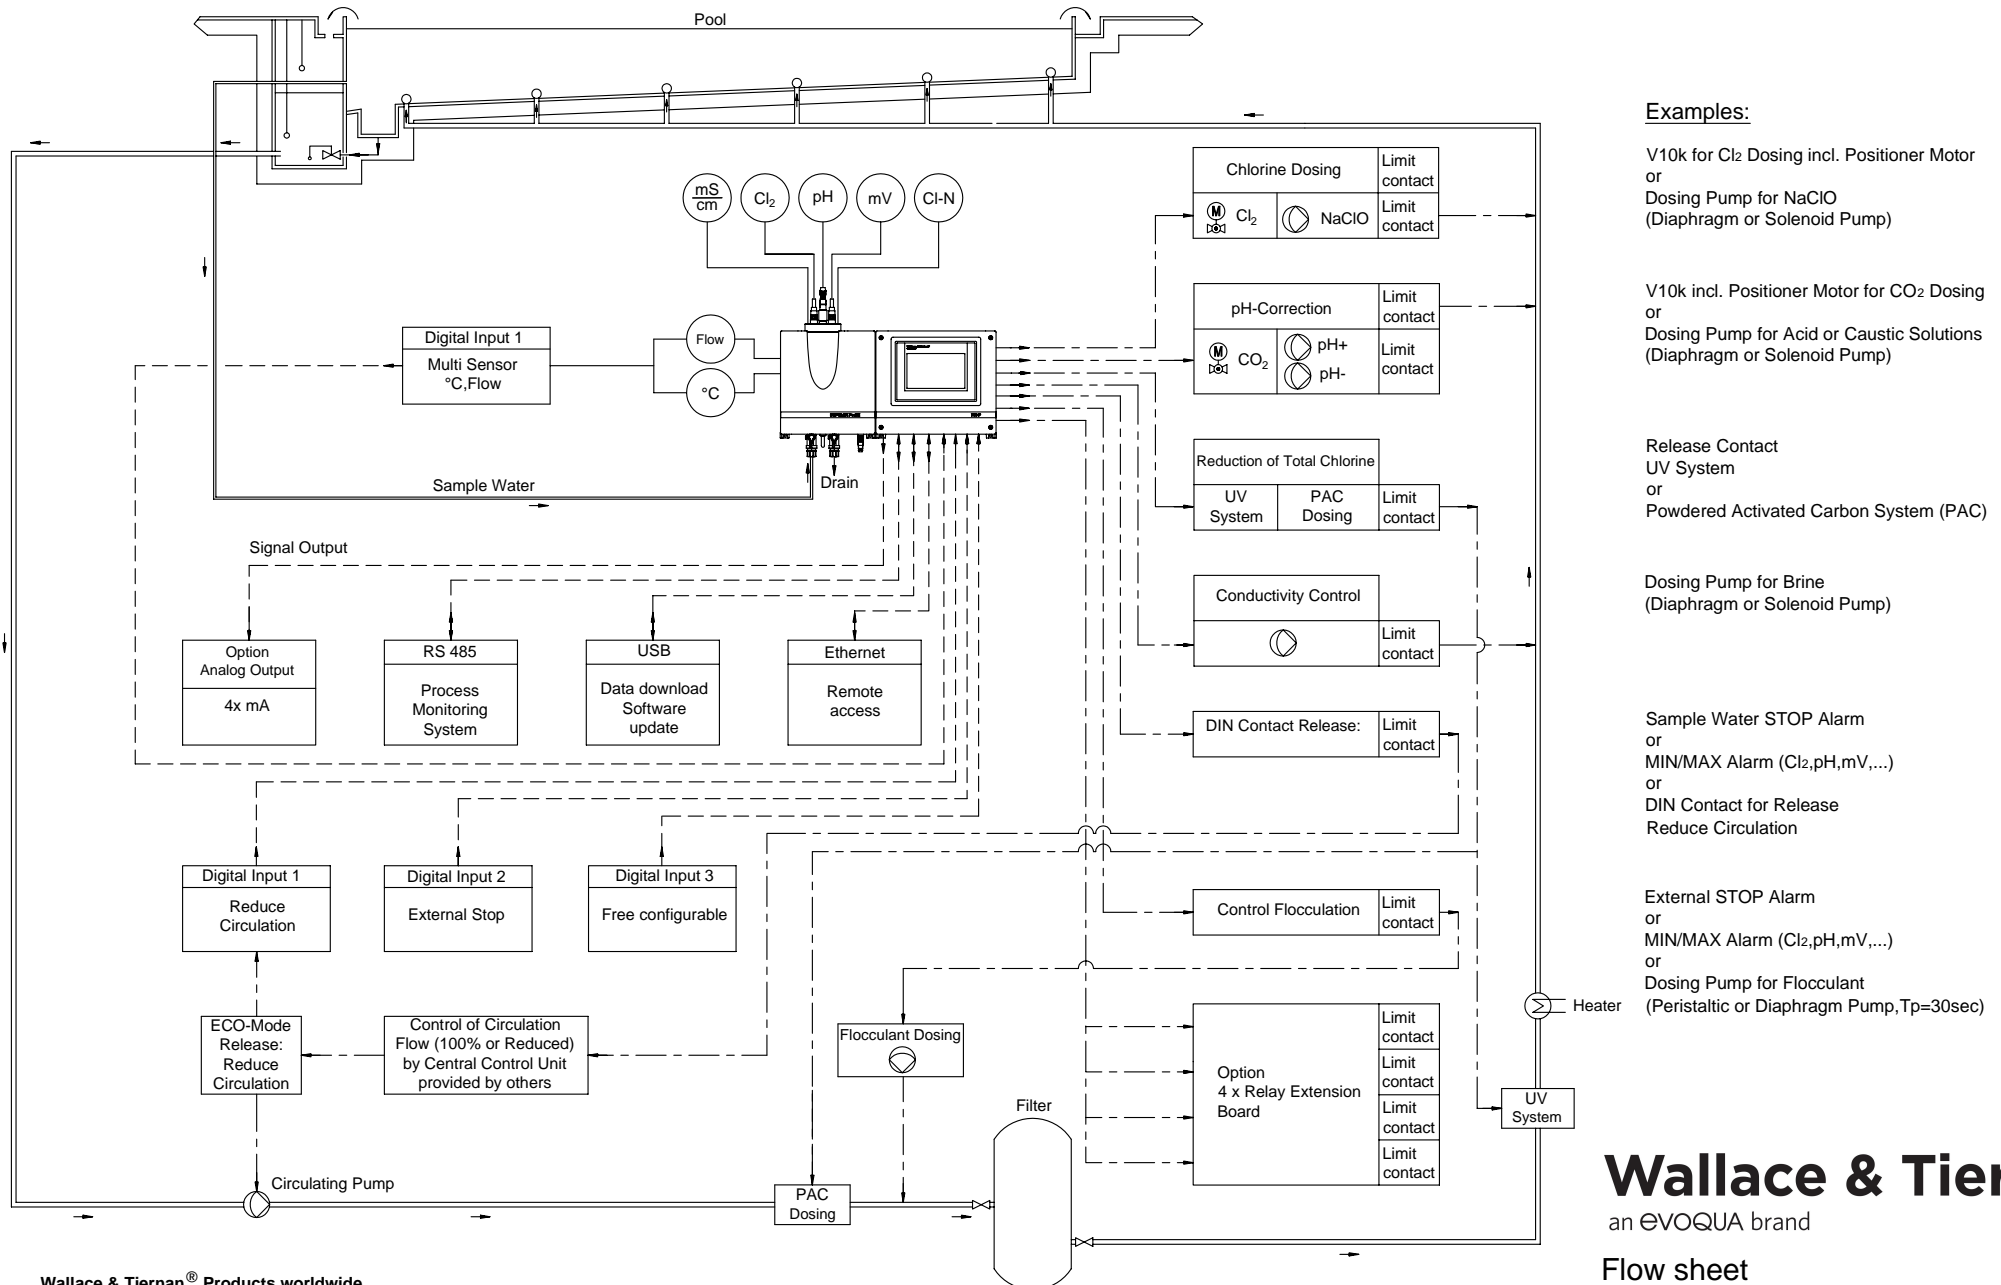 Pool
Examples:
V10k for Cl2 Dosing incl. Positioner Motor
or
Dosing Pump for NaClO
(Diaphragm or Solenoid Pump)
V10k incl. Positioner Motor for CO2 Dosing
or
Dosing Pump for Acid or Caustic Solutions
(Diaphragm or Solenoid Pump)
Release Contact
UV System
or
Powdered Activated Carbon System (PAC)
Dosing Pump for Brine
(Diaphragm or Solenoid Pump)
Sample Water STOP Alarm
or
MIN/MAX Alarm (Cl2,pH,mV,...)
or
DIN Contact for Release
Reduce Circulation
External STOP Alarm
or
MIN/MAX Alarm (Cl2,pH,mV,...)
or
Dosing Pump for Flocculant
(Peristaltic or Diaphragm Pump,Tp=30sec)
mS
cm
Cl2
pH
mV
Cl-N
Chlorine Dosing
Limit
contact
M
Cl2
NaClO
Limit
contact
pH-Correction
Limit
contact
M
CO2
pH+
pH-
Limit
contact
Digital Input 1
Multi Sensor
°C,Flow
Flow
°C
Reduction of Total Chlorine
UV
System
PAC
Dosing
Limit
contact
Sample Water
Drain
Signal Output
Conductivity Control
Limit
contact
Option
Analog Output
4x mA
RS 485
Process
Monitoring
System
USB
Data download
Software
update
Ethernet
Remote
access
DIN Contact Release:
Limit
contact
Digital Input 1
Reduce
Circulation
Digital Input 2
External Stop
Digital Input 3
Free configurable
Control Flocculation
Limit
contact
ECO-Mode
Release:
Reduce
Circulation
Control of Circulation
Flow (100% or Reduced)
by Central Control Unit
provided by others
Flocculant Dosing
Option
4 x Relay Extension
Board
Limit
contact
Limit
contact
Limit
contact
Limit
contact
Heater
UV
System
Filter
Circulating Pump
PAC
Dosing
Wallace & Tier
an evoqua brand
Flow sheet
Wallace & Tiernan® Products worldwide